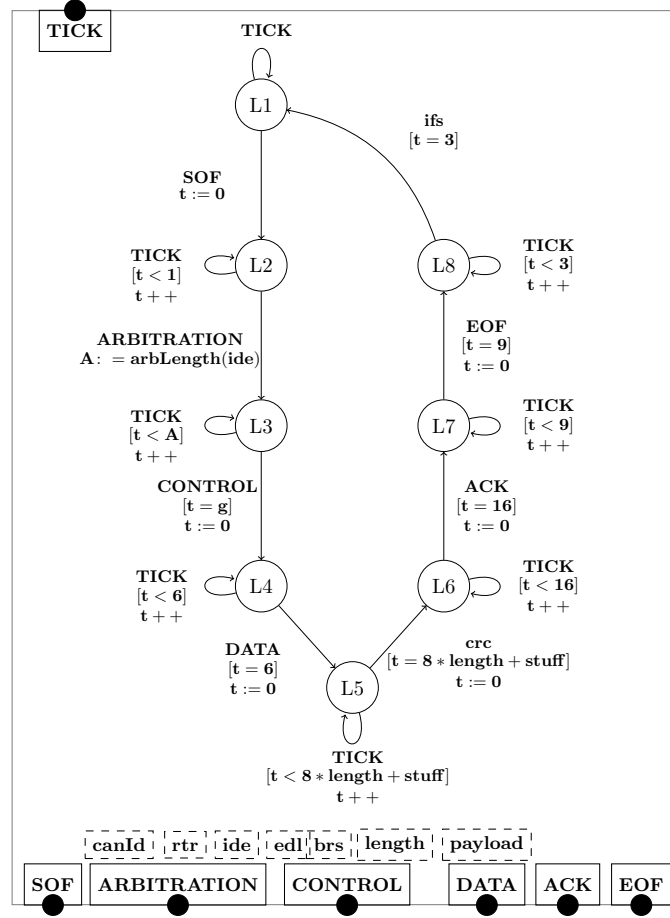 TICK
TICK
L1
ifs
[t = 3]
SOF
t := 0
TICK
[t < 1]
t + +
L2
L8
TICK
[t < 3]
t + +
ARBITRATION
A: = arbLength(ide)
EOF
[t = 9]
t := 0
TICK
[t < A]
t + +
L3
L7
TICK
[t < 9]
t + +
CONTROL
[t = g]
t := 0
ACK
[t = 16]
t := 0
TICK
[t < 6]
t + +
L4
L6
TICK
[t < 16]
t + +
DATA
[t = 6]
t := 0
crc
[t = 8 * length + stuff]
t := 0
L5
TICK
[t < 8 * length + stuff]
t + +
canId rtr ide edl brs length payload
SOF ARBITRATION CONTROL DATA ACK EOF